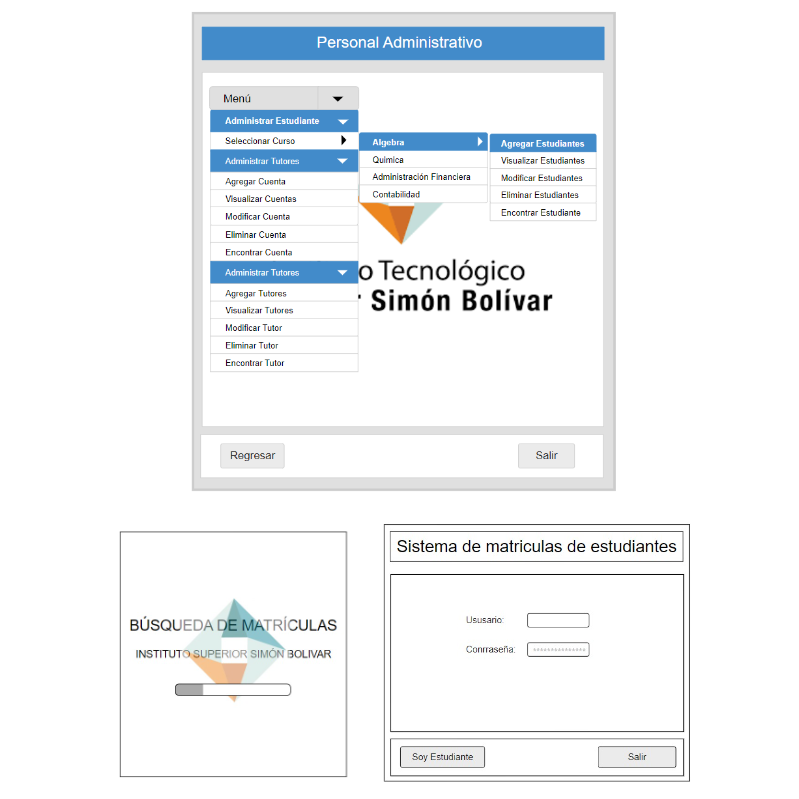 Personal Administrativo
Menú
Administrar Estudiante
Seleccionar Curso
Administrar Tutores
Agregar Cuenta
Visualizar Cuentas
Modificar Cuenta
Eliminar Cuenta
Encontrar Cuenta
Administrar Tutores
Agregar Tutores
Visualizar Tutores
Modificar Tutor
Eliminar Tutor
Encontrar Tutor
Algebra
Quimica
Administración Financiera
Contabilidad
Agregar Estudiantes
Visualizar Estudiantes
Modificar Estudiantes
Eliminar Estudiantes
Encontrar Estudiante
o Tecnológico
r Simón Bolívar
Regresar
Salir
BÚSQUEDA DE MATRÍCULAS
INSTITUTO SUPERIOR SIMÓN BOLIVAR
Sistema de matriculas de estudiantes
Ususario:
Conrraseña: ***************
Soy Estudiante
Salir